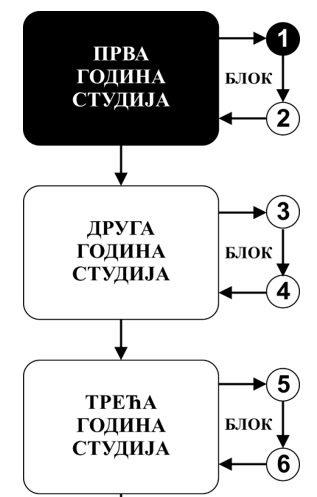 ПРВА
ГОДИНА
СТУДИЈА
1
БЛОК
2
ДРУГА
ГОДИНА
СТУДИЈА
3
БЛОК
4
ТРЕЋА
ГОДИНА
СТУДИЈА
5
БЛОК
6